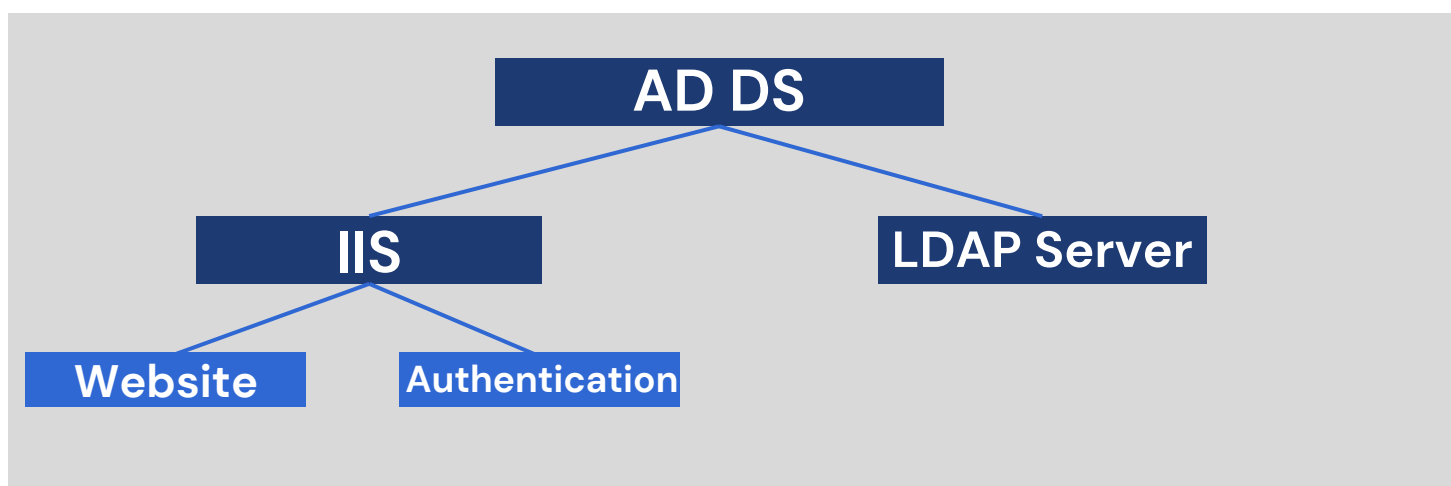 AD DS
IIS
LDAP Server
Website
Authentication